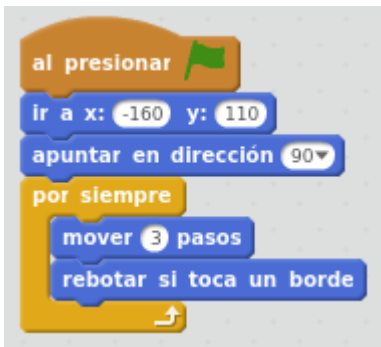 al presionar
ir a x: -160 y: 110
apuntar en dirección 90
por siempre
mover 3 pasos
rebotar si toca un borde